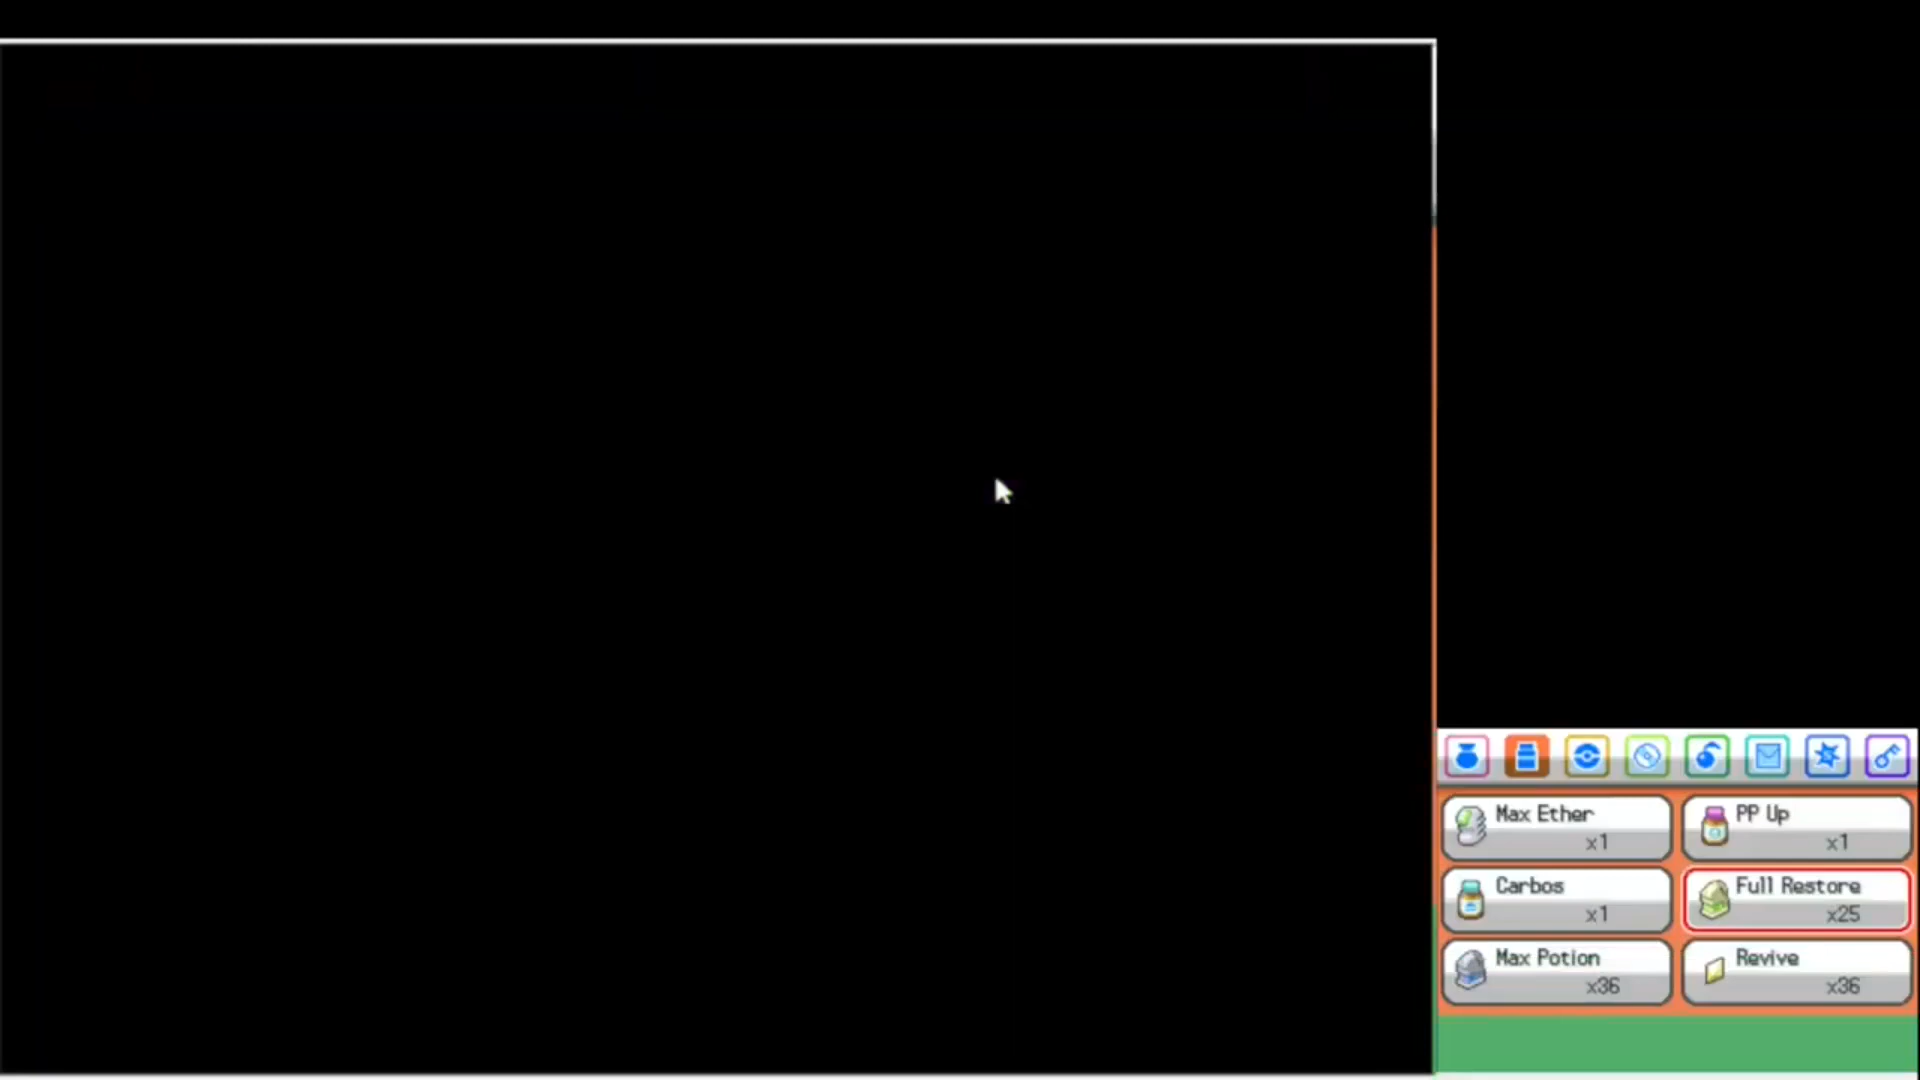 Max Ether
x1
PP Up
x1
Carbos
x1
Full Restore
x25
Max Potion
x36
Revive
x36